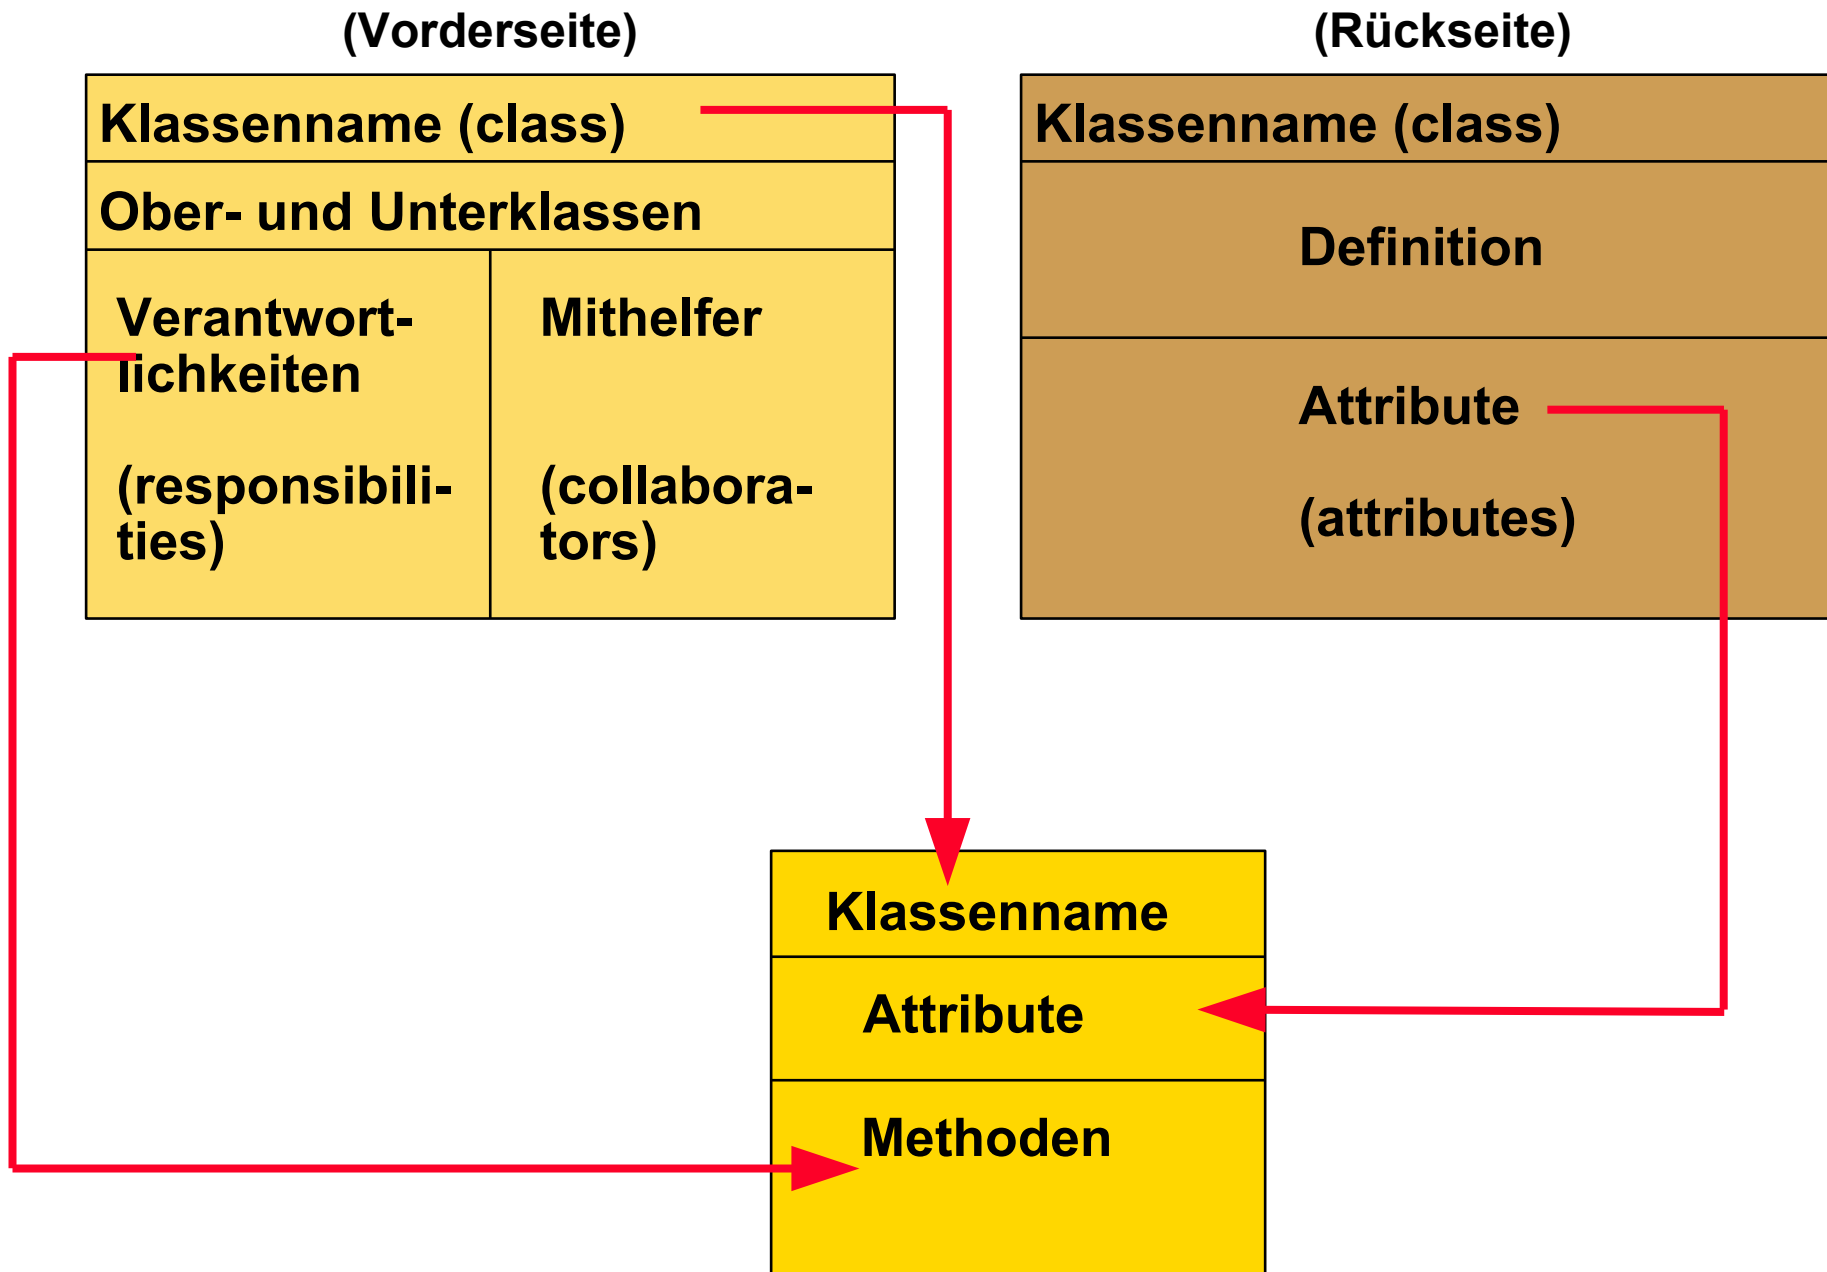 (Vorderseite)
Klassenname (class)
Ober- und Unterklassen
Verantwort-
lichkeiten
(responsibili-
ties)
Mithelfer
(collabora-
tors)
(Rückseite)
Klassenname (class)
Definition
Attribute
(attributes)
Klassenname
Attribute
Methoden